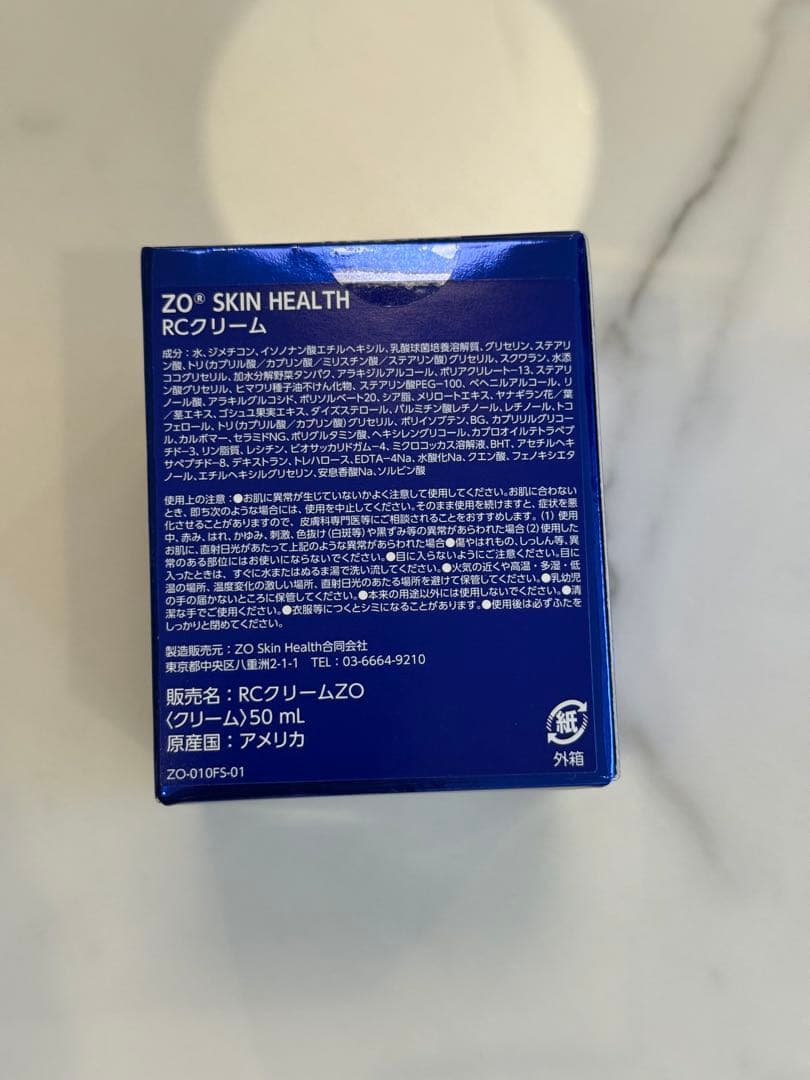 ZO® SKIN HEALTH
RCクリーム
成分：水、ジメチコン、イソノナン酸エチルヘキシル、乳酸球菌培養溶解質、グリセリン、ステアリ
ン酸、トリ（カプリル酸／カプリン酸／ミリスチン酸／ステアリン酸）グリセリル、スクワラン、水添
ココグリセリル、加水分解野菜タンパク、アラキジルアルコール、ポリアクリレート-13、ステアリ
ン酸グリセリル、ヒマワリ種子油不けん化物、ステアリン酸PEG-100、ベヘニルアルコール、リ
ノール酸、アラキルグルコシド、ポリソルベート20、シア脂、メリロートエキス、ヤナギラン花／葉
／茎エキス、ゴシュユ果実エキス、ダイズステロール、パルミチン酸レチノール、レチノール、トコ
フェロール、トリ（カプリル酸／カプリン酸）グリセリル、ポリイソブテン、BG、カプリリルグリコー
ル、カルボマー、セラミドNG、ポリグルタミン酸、ヘキシレングリコール、カプロオイルテトラペプ
チド-3、リン脂質、レシチン、ビオサッカリドガム-4、ミクロコッカス溶解液、BHT、アセチルヘキ
サペプチド-8、デキストラン、トレハロース、EDTA-4Na、水酸化Na、クエン酸、フェノキシエタ
ノール、エチルヘキシルグリセリン、安息香酸Na、ソルビン酸
使用上の注意：●お肌に異常が生じていないかよく注意して使用してください。お肌に合わない
とき、即ち次のような場合には、使用を中止してください。そのまま使用を続けますと、症状を悪
化させることがありますので、皮膚科専門医等にご相談されることをおすすめします。（1）使用
中、赤み、はれ、かゆみ、刺激、色抜け（白斑等）や黒ずみ等の異常があらわれた場合（2）使用した
お肌に、直射日光があたって上記のような異常があらわれた場合●傷やはれもの、しっしん等、異
常のある部位にはお使いにならないでください。●目に入らないようにご注意ください。目に
入ったときは、すぐに水またはぬるま湯で洗い流してください。●火気の近くや高温・多湿・低
温の場所、温度変化の激しい場所、直射日光のあたる場所を避けて保管してください。●乳幼児
の手の届かないところに保管してください。●本来の用途以外には使用しないでください。●清
潔な手でご使用ください。●衣服等につくとシミになることがあります。●使用後は必ずふたを
しっかりと閉めてください。
製造販売元：ZO Skin Health合同会社
東京都中央区八重洲2-1-1　TEL：03-6664-9210
販売名：RCクリームZO
〈クリーム〉50 mL
原産国：アメリカ
紙
外箱
ZO-010FS-01